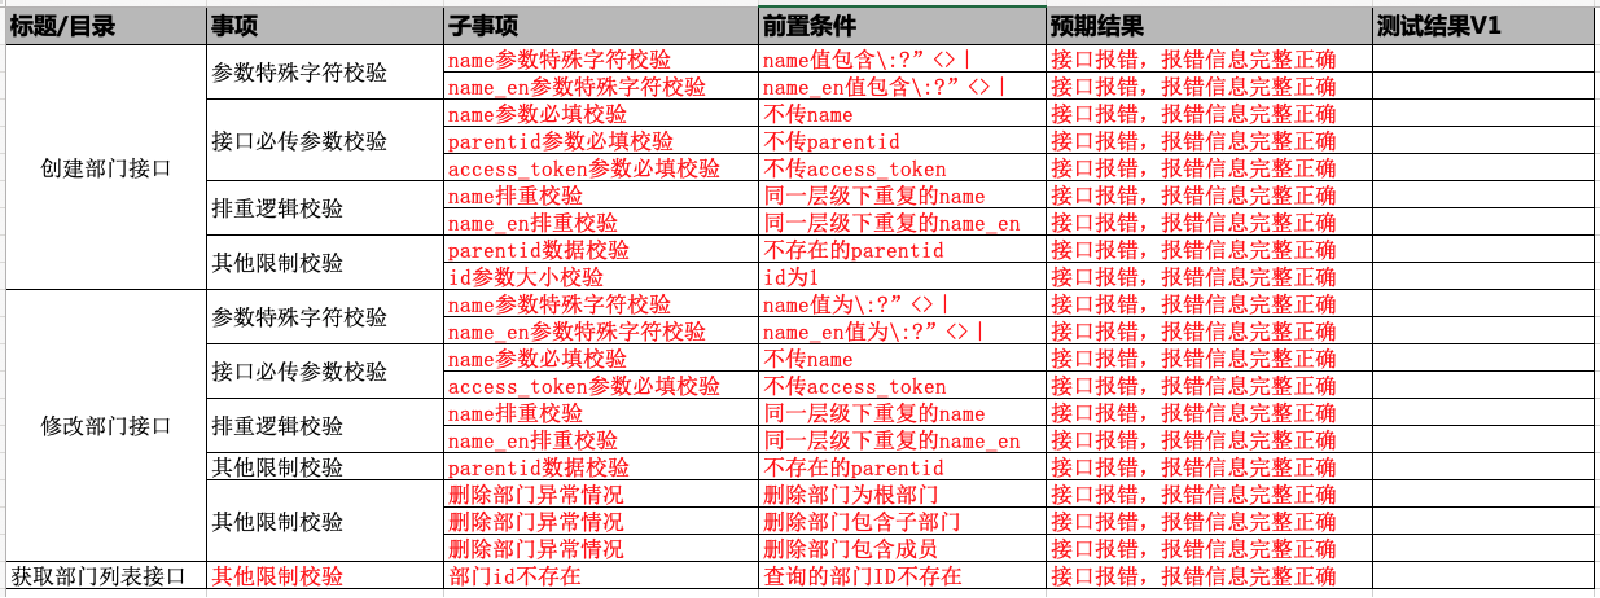 标题/目录 事项 子事项 前置条件 预期结果 测试结果V1
创建部门接口 参数特殊字符校验 name参数特殊字符校验 name值包含\:?”<>| 接口报错，报错信息完整正确
name_en参数特殊字符校验 name_en值包含\:?”<>| 接口报错，报错信息完整正确
接口必传参数校验 name参数必填校验 不传name 接口报错，报错信息完整正确
parentid参数必填校验 不传parentid 接口报错，报错信息完整正确
access_token参数必填校验 不传access_token 接口报错，报错信息完整正确
排重逻辑校验 name排重校验 同一层级下重复的name 接口报错，报错信息完整正确
name_en排重校验 同一层级下重复的name_en 接口报错，报错信息完整正确
其他限制校验 parentid数据校验 不存在的parentid 接口报错，报错信息完整正确
id参数大小校验 id为1 接口报错，报错信息完整正确
修改部门接口 参数特殊字符校验 name参数特殊字符校验 name值为\:?”<>| 接口报错，报错信息完整正确
name_en参数特殊字符校验 name_en值为\:?”<>| 接口报错，报错信息完整正确
接口必传参数校验 name参数必填校验 不传name 接口报错，报错信息完整正确
access_token参数必填校验 不传access_token 接口报错，报错信息完整正确
排重逻辑校验 name排重校验 同一层级下重复的name 接口报错，报错信息完整正确
name_en排重校验 同一层级下重复的name_en 接口报错，报错信息完整正确
其他限制校验 parentid数据校验 不存在的parentid 接口报错，报错信息完整正确
其他限制校验 删除部门异常情况 删除部门为根部门 接口报错，报错信息完整正确
删除部门异常情况 删除部门包含子部门 接口报错，报错信息完整正确
删除部门异常情况 删除部门包含成员 接口报错，报错信息完整正确
获取部门列表接口 其他限制校验 部门id不存在 查询的部门ID不存在 接口报错，报错信息完整正确